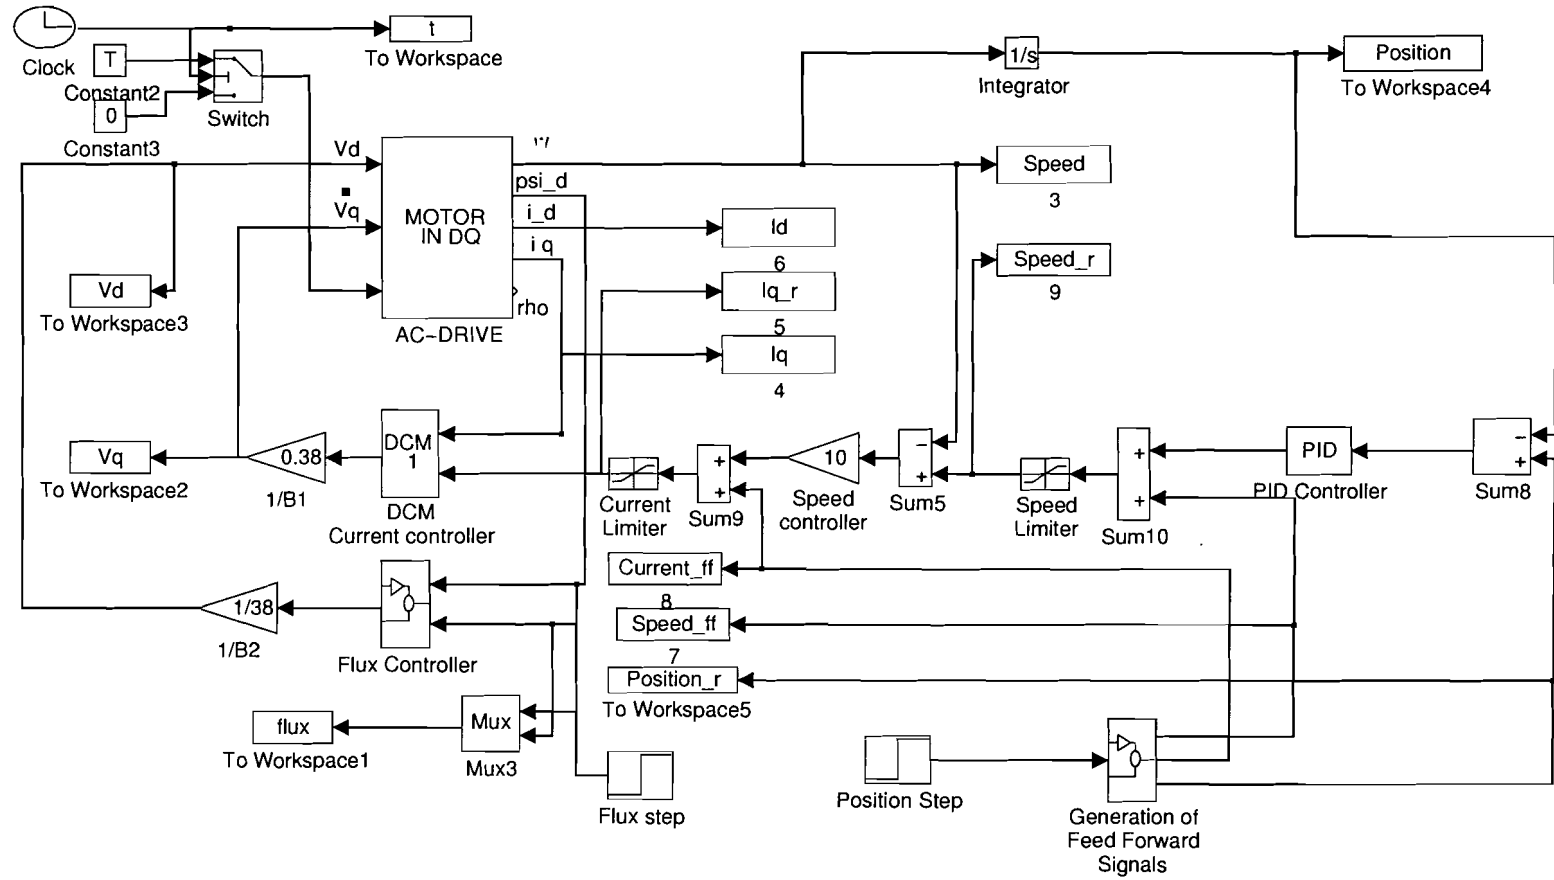 t
To Workspace
Clock
T
Constant2
0
Constant3
Switch
1/s
Integrator
Position
To Workspace4
Vd
Vq
MOTOR
IN DQ
AC-DRIVE
psi_d
i_d
i q
rho
Speed
3
Id
6
Speed_r
9
Iq_r
5
Iq
4
Vd
To Workspace3
Vq
To Workspace2
0.38
1/B1
DCM
1
DCM
Current controller
Current
Limiter
+
+
Sum9
10
Speed
controller
−
+
Sum5
Speed
Limiter
+
+
Sum10
PID
PID Controller
−
+
Sum8
Current_ff
8
Speed_ff
7
Position_r
To Workspace5
1/38
1/B2
Flux Controller
flux
To Workspace1
Mux
Mux3
Flux step
Position Step
Generation of
Feed Forward
Signals